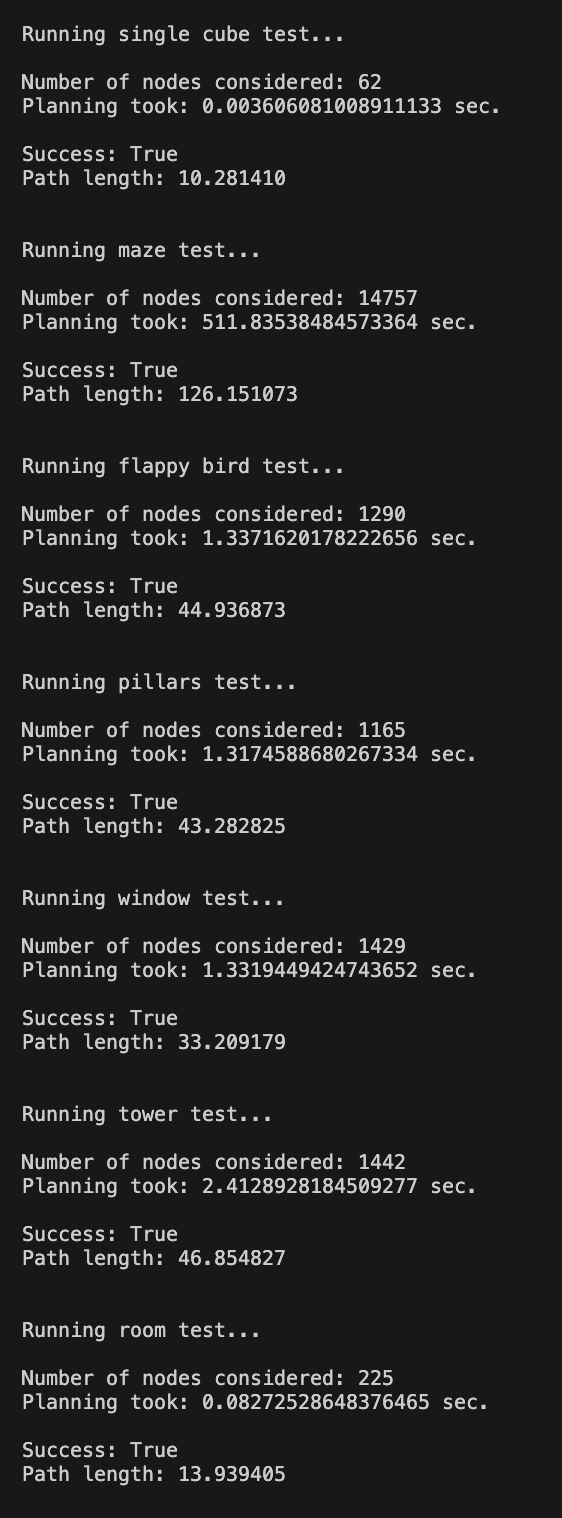 Running single cube test...
Number of nodes considered: 62
Planning took: 0.003606081008911133 sec.
Success: True
Path length: 10.281410
Running maze test...
Number of nodes considered: 14757
Planning took: 511.83538484573364 sec.
Success: True
Path length: 126.151073
Running flappy bird test...
Number of nodes considered: 1290
Planning took: 1.3371620178222656 sec.
Success: True
Path length: 44.936873
Running pillars test...
Number of nodes considered: 1165
Planning took: 1.3174588680267334 sec.
Success: True
Path length: 43.282825
Running window test...
Number of nodes considered: 1429
Planning took: 1.3319449424743652 sec.
Success: True
Path length: 33.209179
Running tower test...
Number of nodes considered: 1442
Planning took: 2.4128928184509277 sec.
Success: True
Path length: 46.854827
Running room test...
Number of nodes considered: 225
Planning took: 0.08272528648376465 sec.
Success: True
Path length: 13.939405